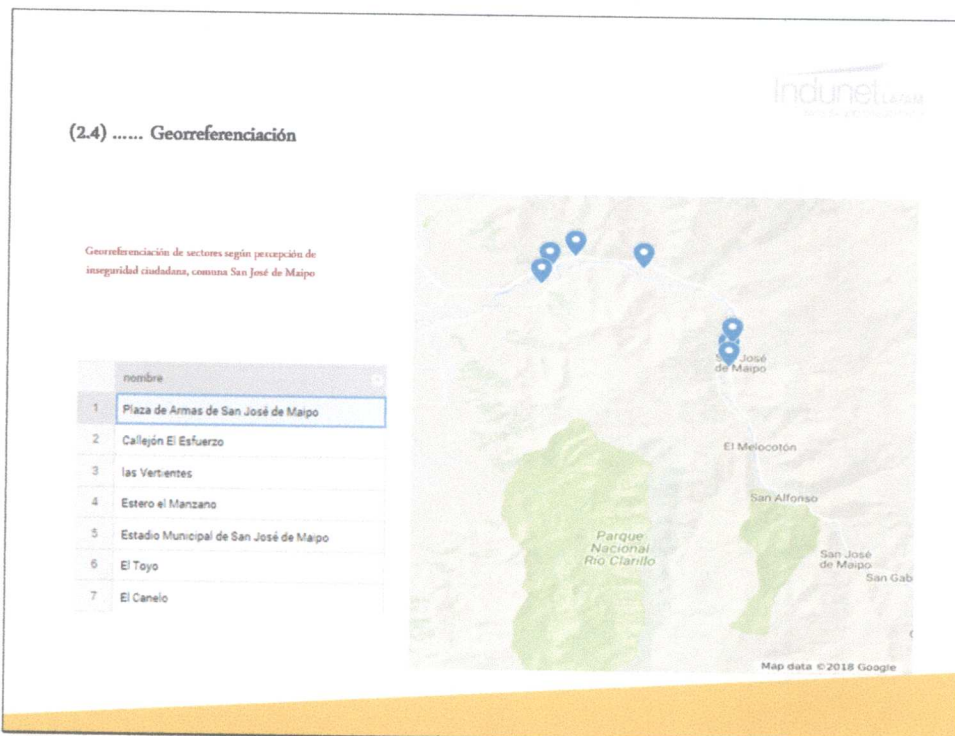 Indunet LATAM
(2.4) ...... Georreferenciación
Georreferenciación de sectores según percepción de
inseguridad ciudadana, comuna San José de Maipo
nombre
1 Plaza de Armas de San José de Maipo
2 Callejón El Esfuerzo
3 las Vertientes
4 Estero el Manzano
5 Estadio Municipal de San José de Maipo
6 El Toyo
7 El Canelo
San José
de Maipo
El Melocotón
San Alfonso
Parque
Nacional
Río Clarillo
San José
de Maipo
San Gab
Map data ©2018 Google